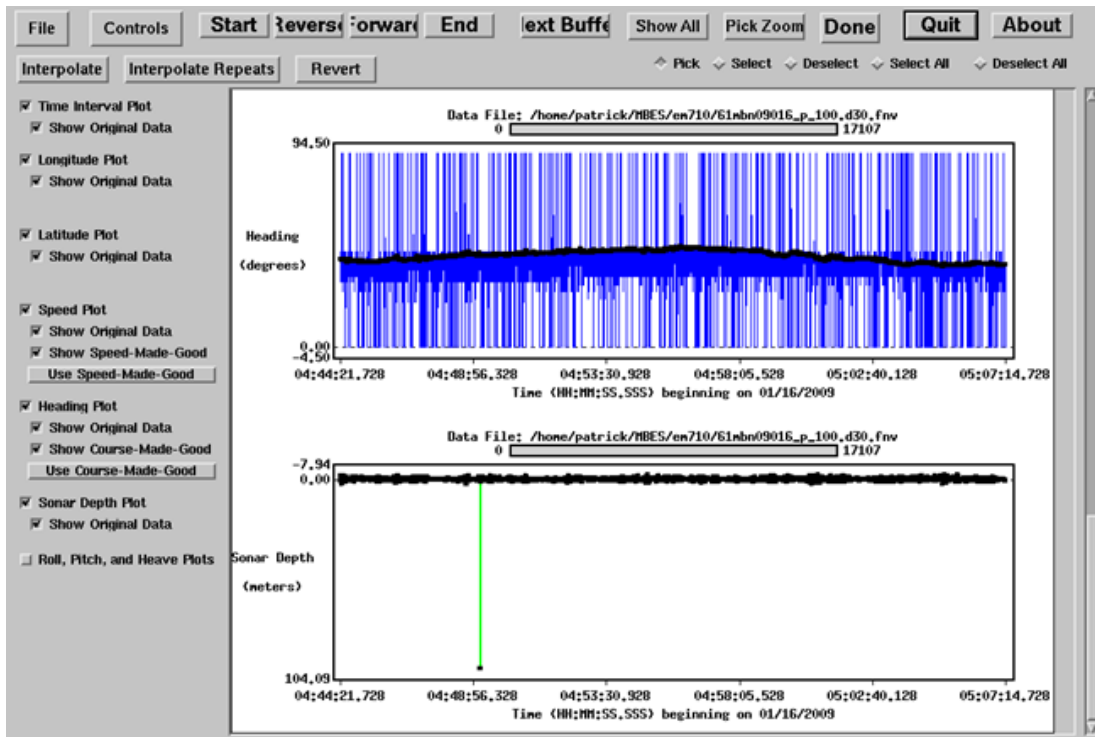 File Controls Start Reverse Forward End ext Buffe Show All Pick Zoom Done Quit About
Interpolate Interpolate Repeats Revert Pick Select Deselect Select All Deselect All
Time Interval Plot
Show Original Data
Longitude Plot
Show Original Data
Latitude Plot
Show Original Data
Speed Plot
Show Original Data
Show Speed-Made-Good
Use Speed-Made-Good
Heading Plot
Show Original Data
Show Course-Made-Good
Use Course-Made-Good
Sonar Depth Plot
Show Original Data
Roll, Pitch, and Heave Plots
Data File: /home/patrick/MBES/em710/61mbn09016_p_100.d30.fnv
0 17107
94.50
Heading
(degrees)
0.00
-4.50
04:44:21.728 04:48:56.328 04:53:30.928 04:58:05.528 05:02:40.128 05:07:14.728
Time (HH:MM:SS.SSS) beginning on 01/16/2009
Data File: /home/patrick/MBES/em710/61mbn09016_p_100.d30.fnv
0 17107
-7.94
0.00
Sonar Depth
(meters)
104.09
04:44:21.728 04:48:56.328 04:53:30.928 04:58:05.528 05:02:40.128 05:07:14.728
Time (HH:MM:SS.SSS) beginning on 01/16/2009